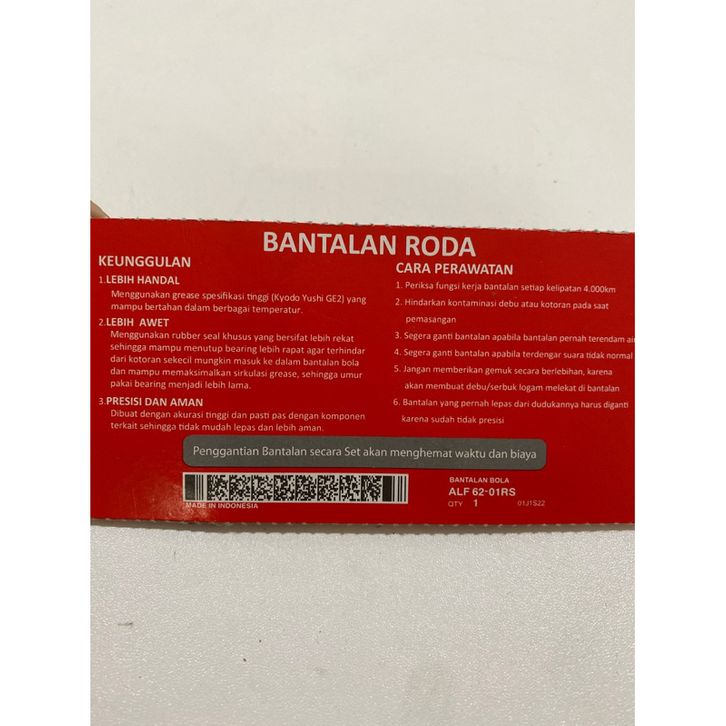 BANTALAN RODA
KEUNGGULAN
1.LEBIH HANDAL
Menggunakan grease spesifikasi tinggi (Kyodo Yushi GE2) yang
mampu bertahan dalam berbagai temperatur.
2.LEBIH AWET
Menggunakan rubber seal khusus yang bersifat lebih rekat
sehingga mampu menutup bearing lebih rapat agar terhindar
dari kotoran sekecil mungkin masuk ke dalam bantalan bola
dan mampu memaksimalkan sirkulasi grease, sehingga umur
pakai bearing menjadi lebih lama.
3.PRESISI DAN AMAN
Dibuat dengan akurasi tinggi dan pasti pas dengan komponen
terkait sehingga tidak mudah lepas dan lebih aman.
CARA PERAWATAN
1. Periksa fungsi kerja bantalan setiap kelipatan 4.000km
2. Hindarkan kontaminasi debu atau kotoran pada saat
pemasangan
3. Segera ganti bantalan apabila bantalan pernah terendam air
4. Segera ganti bantalan apabila terdengar suara tidak normal
5. Jangan memberikan gemuk secara berlebihan, karena
akan membuat debu/serbuk logam melekat di bantalan
6. Bantalan yang pernah lepas dari dudukannya harus diganti
karena sudah tidak presisi
Penggantian Bantalan secara Set akan menghemat waktu dan biaya
MADE IN INDONESIA
BANTALAN BOLA
ALF 62-01RS
QTY 1 01J1S22